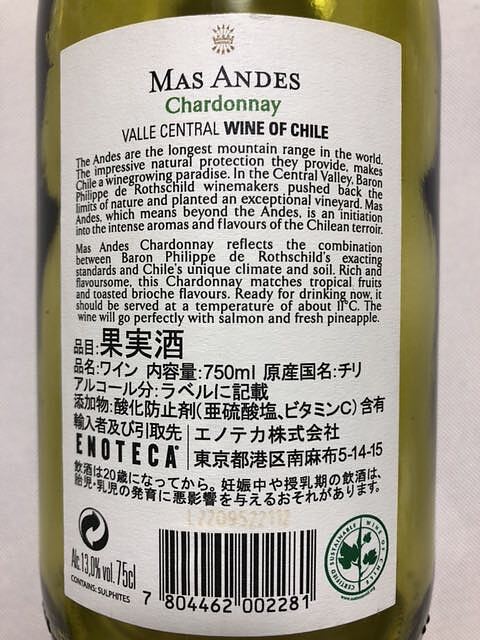 MAS ANDES
Chardonnay
VALLE CENTRAL WINE OF CHILE
The Andes are the longest mountain range in the world.
The impressive natural protection they provide, makes
Chile a winegrowing paradise. In the Central Valley, Baron
Philippe de Rothschild winemakers pushed back the
limits of nature and planted an exceptional vineyard. Mas
Andes, which means beyond the Andes, is an initiation
into the intense aromas and flavours of the Chilean terroir.
Mas Andes Chardonnay reflects the combination
between Baron Philippe de Rothschild's exacting
standards and Chile's unique climate and soil. Rich and
flavoursome, this Chardonnay matches tropical fruits
and toasted brioche flavours. Ready for drinking now, it
should be served at a temperature of about 11°C. The
wine will go perfectly with salmon and fresh pineapple.
品目:果実酒
品名:ワイン 内容量:750ml 原産国名:チリ
アルコール分:ラベルに記載
添加物:酸化防止剤(亜硫酸塩、ビタミンC)含有
輸入者及び引取先
ENOTECA
エノテカ株式会社
東京都港区南麻布5-14-15
飲酒は20歳になってから。妊娠中や授乳期の飲酒は、
胎児・乳児の発育に悪影響を与えるおそれがあります。
Alc.13,0% vol. 75cl
CONTAINS: SULPHITES
7 804462 002281
CERTIFIED SUSTAINABLE WINE OF CHILE